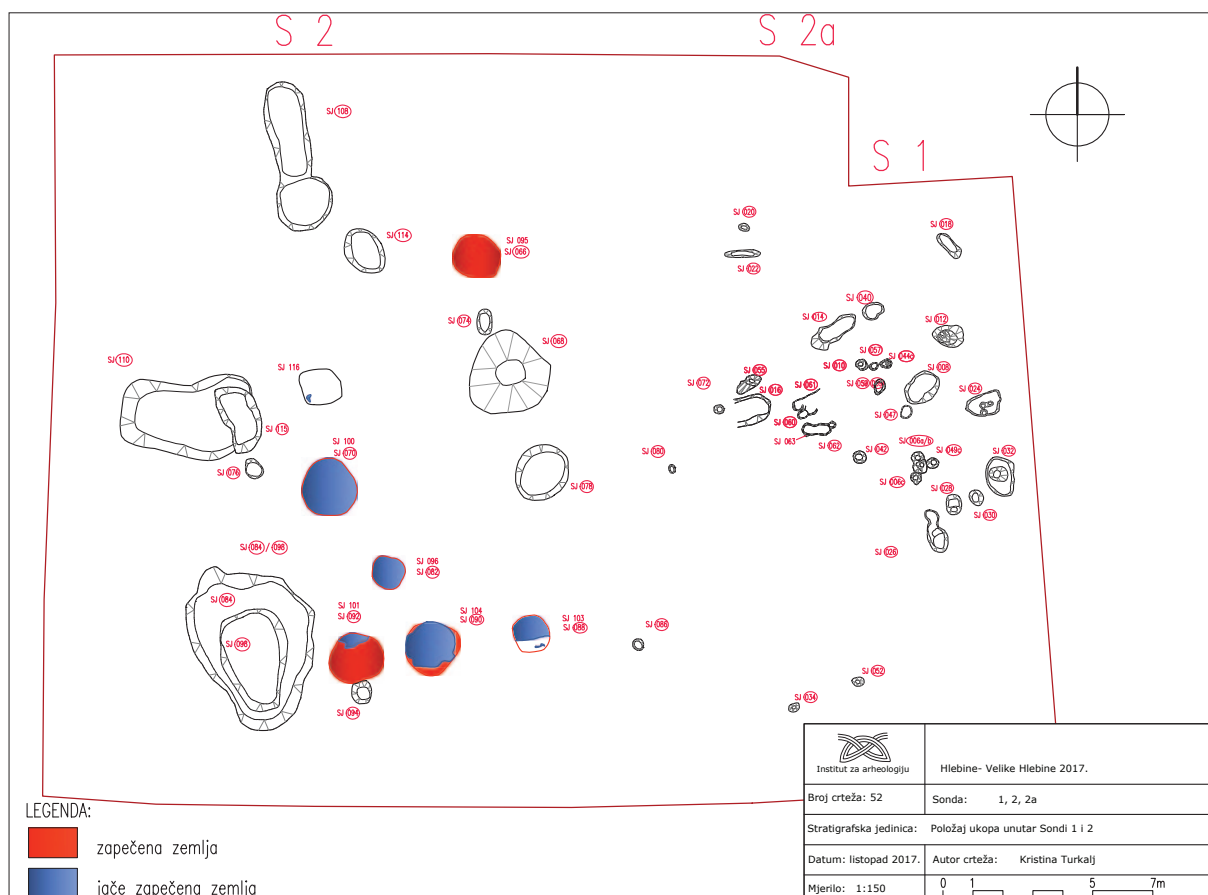 S 2
S 2a
S 1
SJ 108
SJ 114
SJ 095
SJ 066
SJ 020
SJ 022
SJ 018
SJ 040
SJ 014
SJ 012
SJ 074
SJ 068
SJ 057
SJ 010
SJ 044c
SJ 110
SJ 116
SJ 055
SJ 072
SJ 016
SJ 061
SJ 058
SJ 008
SJ 024
SJ 047
SJ 060
SJ 115
SJ 063
SJ 062
SJ 100
SJ 070
SJ 076
SJ 078
SJ 080
SJ 042
SJ 006a/b
SJ 049c
SJ 032
SJ 006c
SJ 028
SJ 030
SJ 026
SJ 084 / 098
SJ 096
SJ 082
SJ 084
SJ 101
SJ 092
SJ 104
SJ 090
SJ 103
SJ 088
SJ 098
SJ 086
SJ 094
SJ 052
SJ 034
LEGENDA:
zapečena zemlja
jače zapečena zemlja
Institut za arheologiju
Hlebine- Velike Hlebine 2017.
Broj crteža: 52
Sonda: 1, 2, 2a
Stratigrafska jedinica: Položaj ukopa unutar Sondi 1 i 2
Datum: listopad 2017.
Autor crteža: Kristina Turkalj
Mjerilo: 1:150
0 1 5 7m